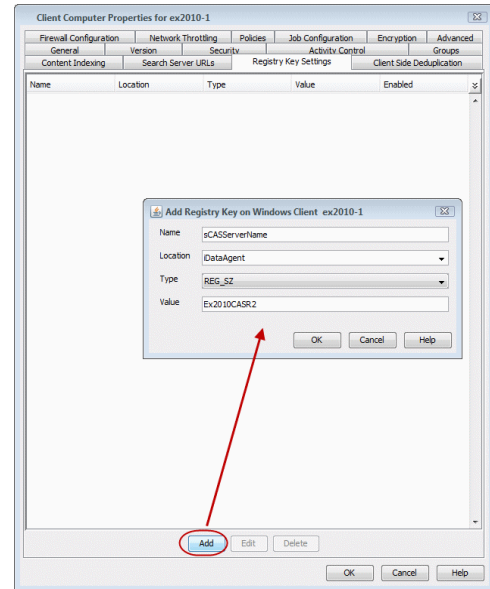 Client Computer Properties for ex2010-1
Firewall Configuration Network Throttling Policies Job Configuration Encryption Advanced
General Version Security Activity Control Groups
Content Indexing Search Server URLs Registry Key Settings Client Side Deduplication
Name Location Type Value Enabled
Add Registry Key on Windows Client ex2010-1
Name sCASServerName
Location iDataAgent
Type REG_SZ
Value Ex2010CASR2
OK Cancel Help
Add Edit Delete
OK Cancel Help